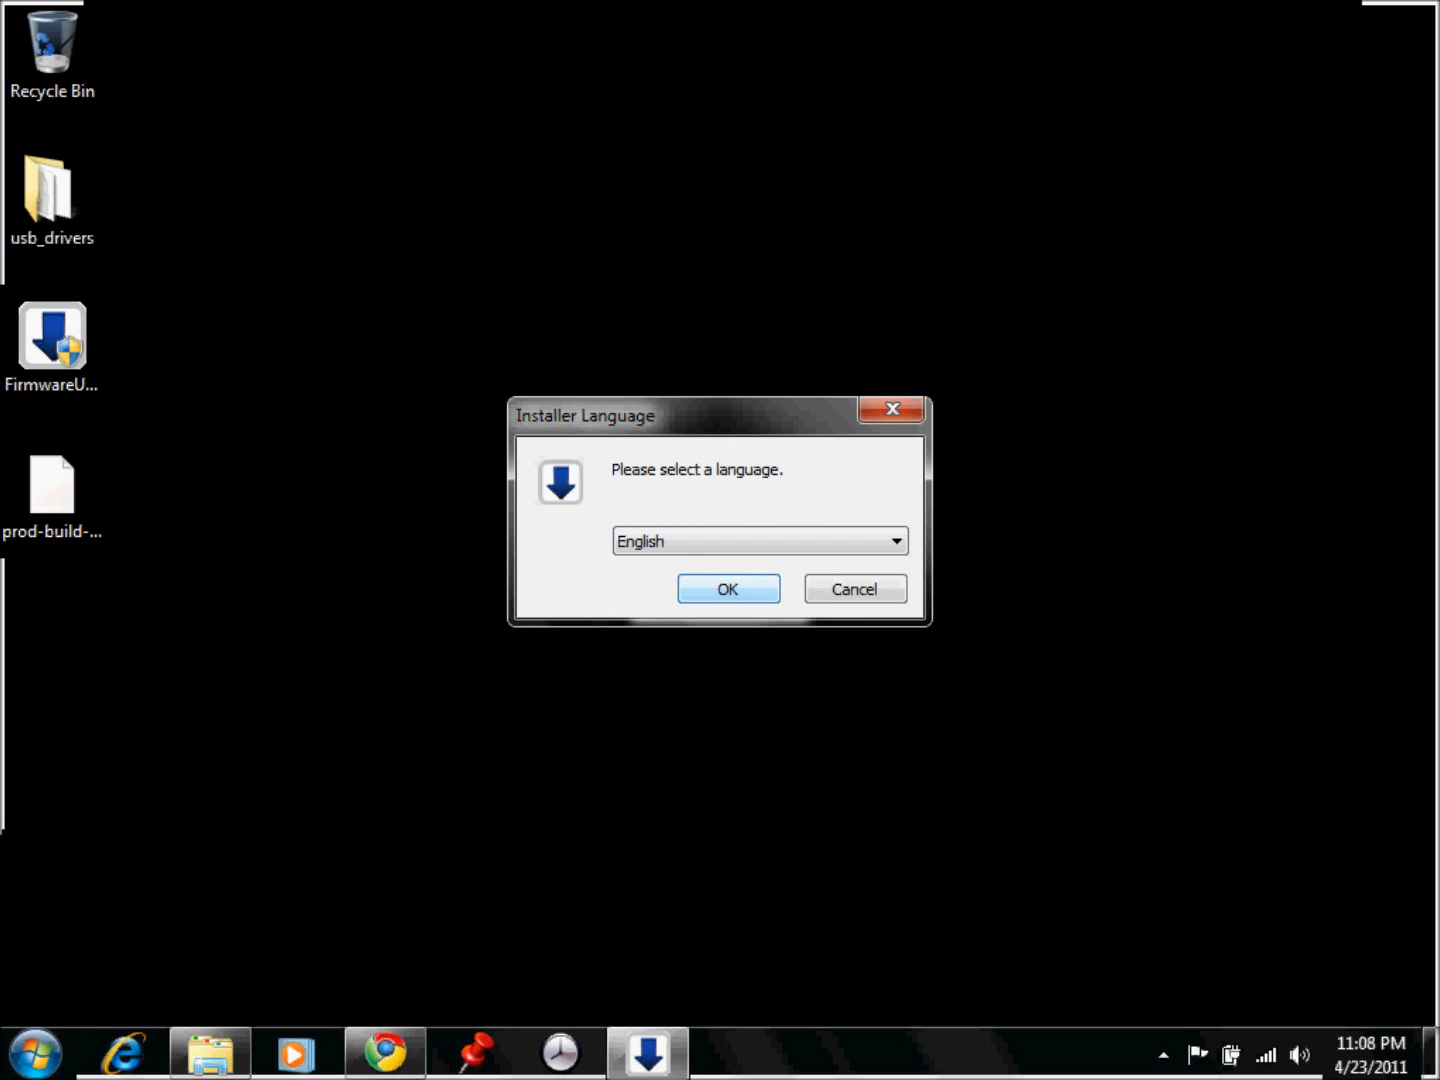 Recycle Bin
usb_drivers
FirmwareU...
prod-build-...
Installer Language
Please select a language.
English
OK
Cancel
11:08 PM
4/23/2011